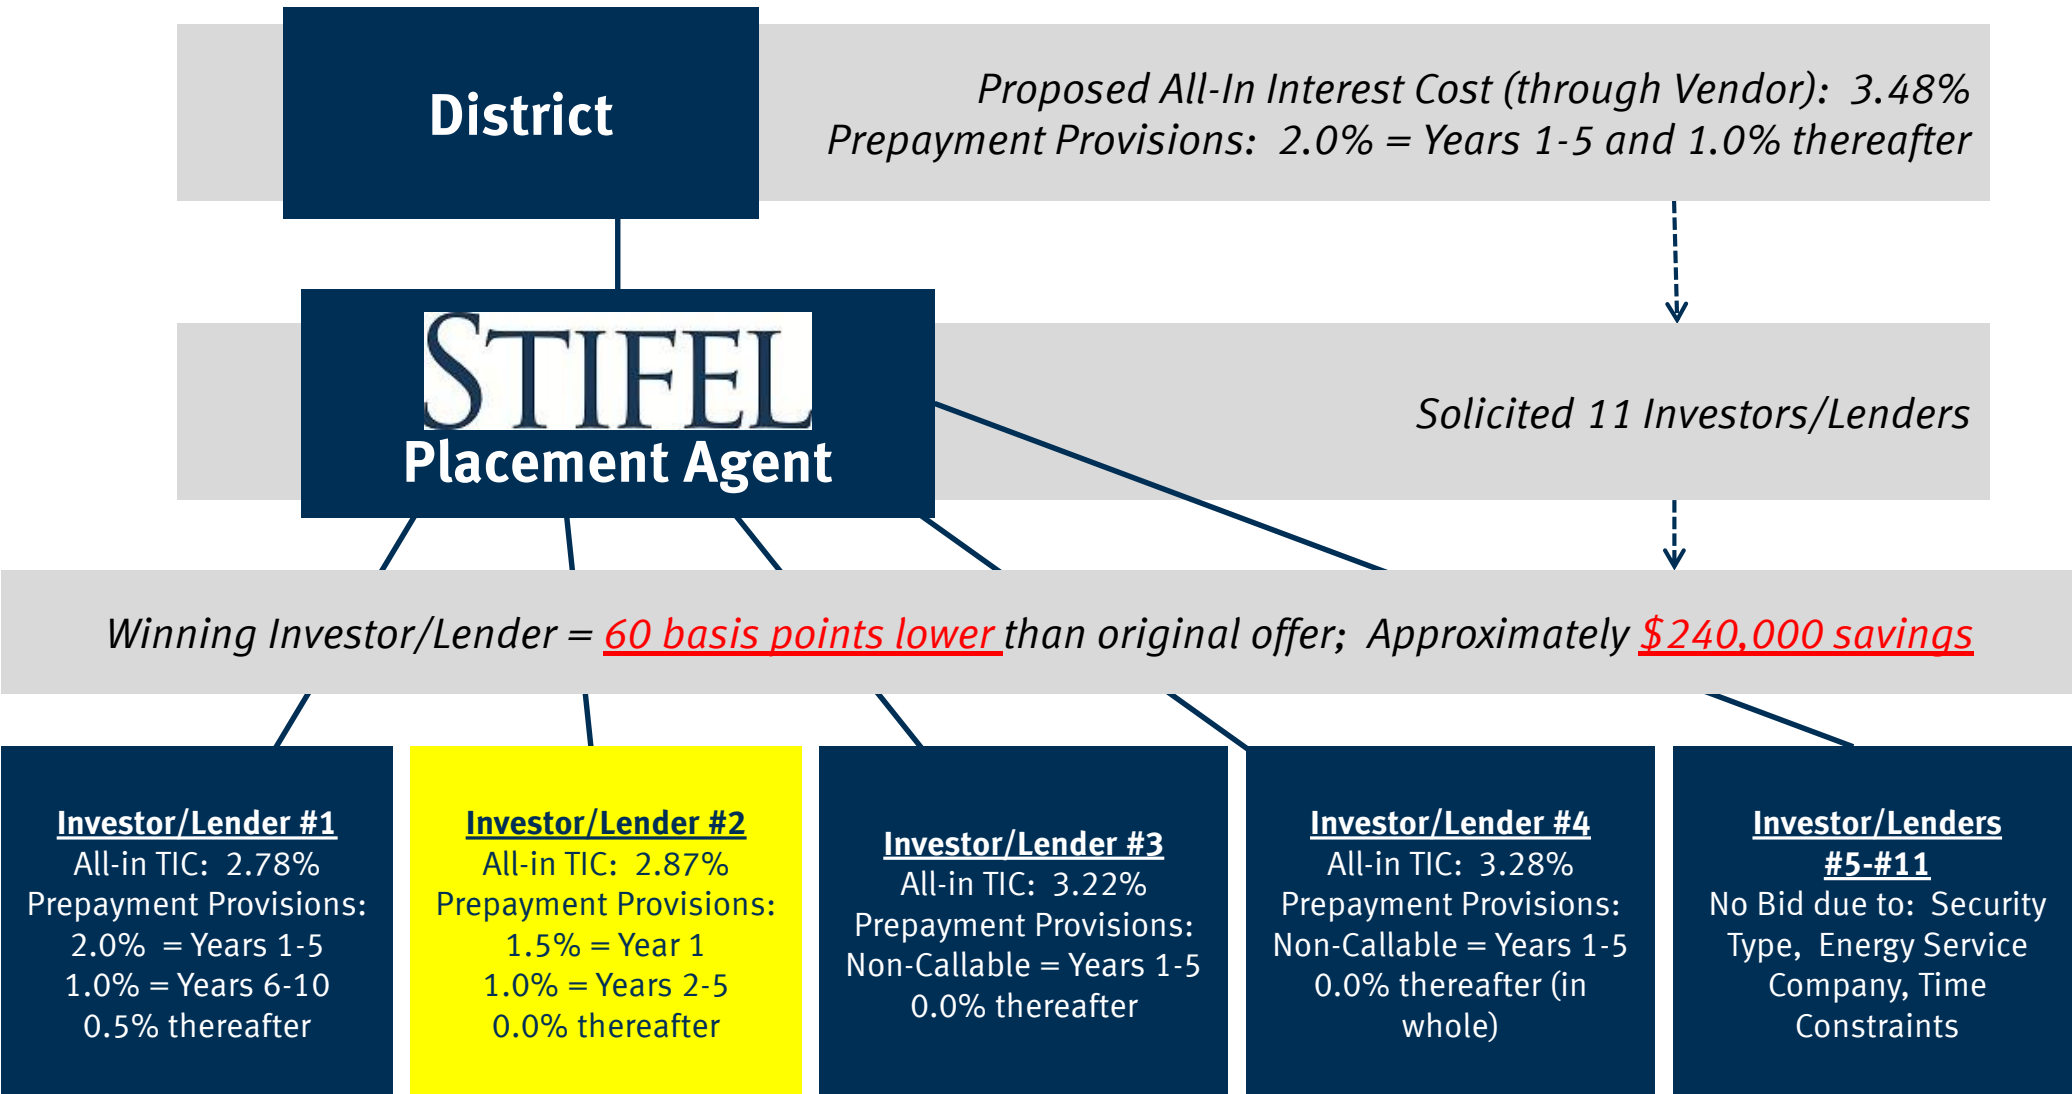 District
Proposed All-In Interest Cost (through Vendor): 3.48%
Prepayment Provisions: 2.0% = Years 1-5 and 1.0% thereafter
STIFEL
Placement Agent
Solicited 11 Investors/Lenders
Winning Investor/Lender = 60 basis points lower than original offer; Approximately $240,000 savings
Investor/Lender #1
All-in TIC: 2.78%
Prepayment Provisions:
2.0% = Years 1-5
1.0% = Years 6-10
0.5% thereafter
Investor/Lender #2
All-in TIC: 2.87%
Prepayment Provisions:
1.5% = Year 1
1.0% = Years 2-5
0.0% thereafter
Investor/Lender #3
All-in TIC: 3.22%
Prepayment Provisions:
Non-Callable = Years 1-5
0.0% thereafter
Investor/Lender #4
All-in TIC: 3.28%
Prepayment Provisions:
Non-Callable = Years 1-5
0.0% thereafter (in
whole)
Investor/Lenders
#5-#11
No Bid due to: Security
Type, Energy Service
Company, Time
Constraints